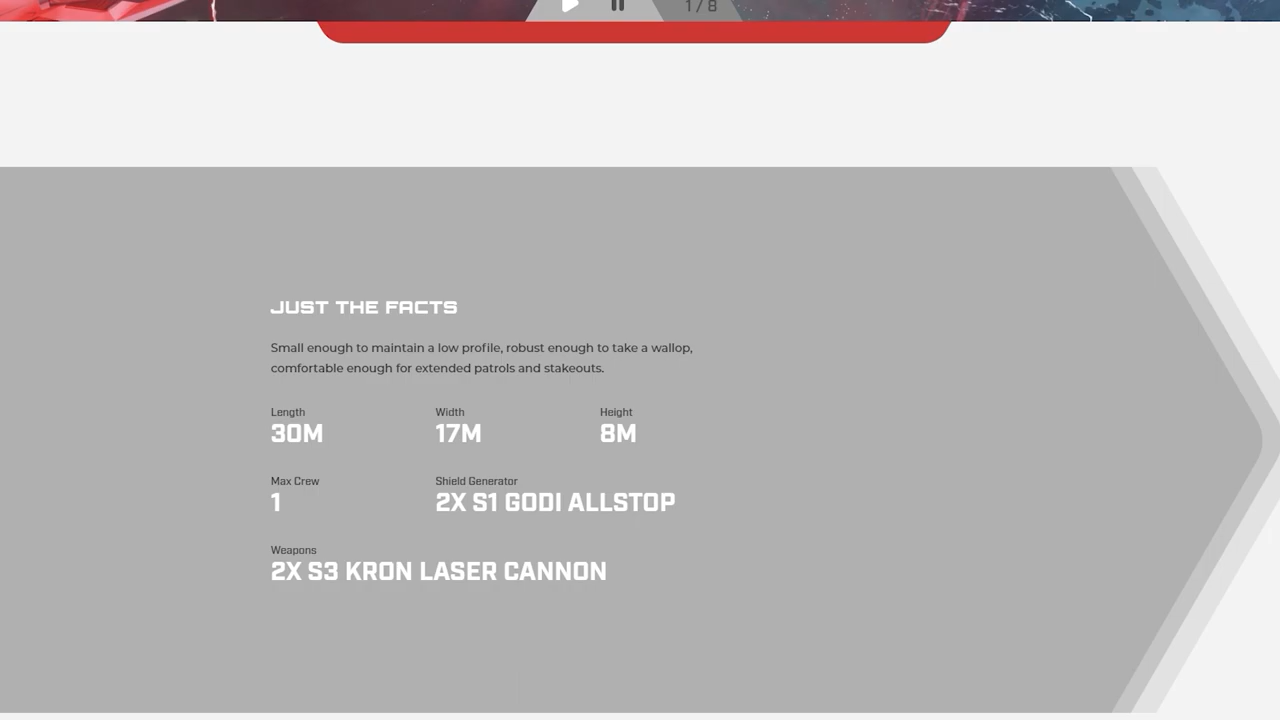 1 / 8
JUST THE FACTS
Small enough to maintain a low profile, robust enough to take a wallop,
comfortable enough for extended patrols and stakeouts.
Length Width Height
30M 17M 8M
Max Crew Shield Generator
1 2X S1 GODI ALLSTOP
Weapons
2X S3 KRON LASER CANNON